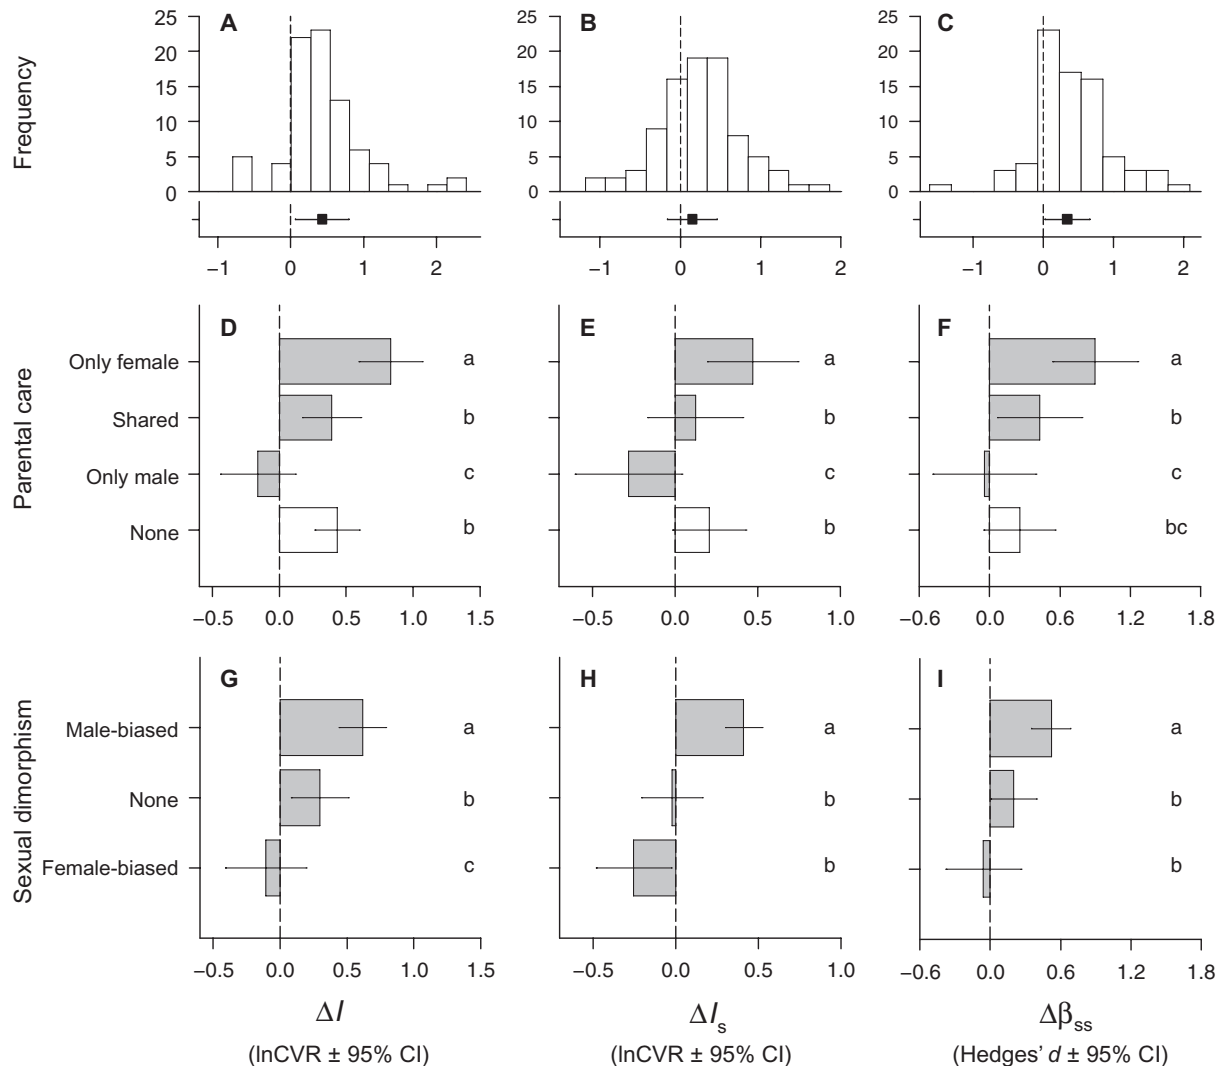 A
B
C
Frequency
25
20
15
10
5
0
25
20
15
10
5
0
25
20
15
10
5
0
−1 0 1 2
−1 0 1 2
−1 0 1 2
D
E
F
Parental care
Only female
a
a
a
Shared
b
b
b
Only male
c
c
c
None
b
b
bc
−0.5 0.0 0.5 1.0 1.5
−0.5 0.0 0.5 1.0
−0.6 0.0 0.6 1.2 1.8
G
H
I
Sexual dimorphism
Male-biased
a
a
a
None
b
b
b
Female-biased
c
b
b
−0.5 0.0 0.5 1.0 1.5
−0.5 0.0 0.5 1.0
−0.6 0.0 0.6 1.2 1.8
ΔI
ΔIs
Δβss
(lnCVR ± 95% CI)
(lnCVR ± 95% CI)
(Hedges’ d ± 95% CI)